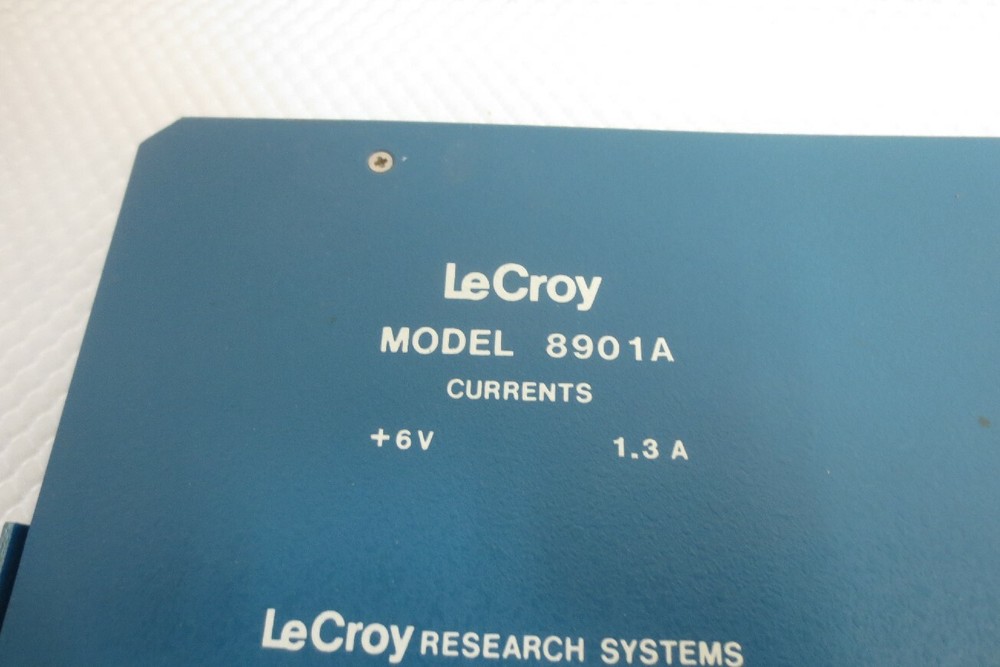 LeCroy
MODEL 8901A
CURRENTS
+6V 1.3 A
LeCroy RESEARCH SYSTEMS